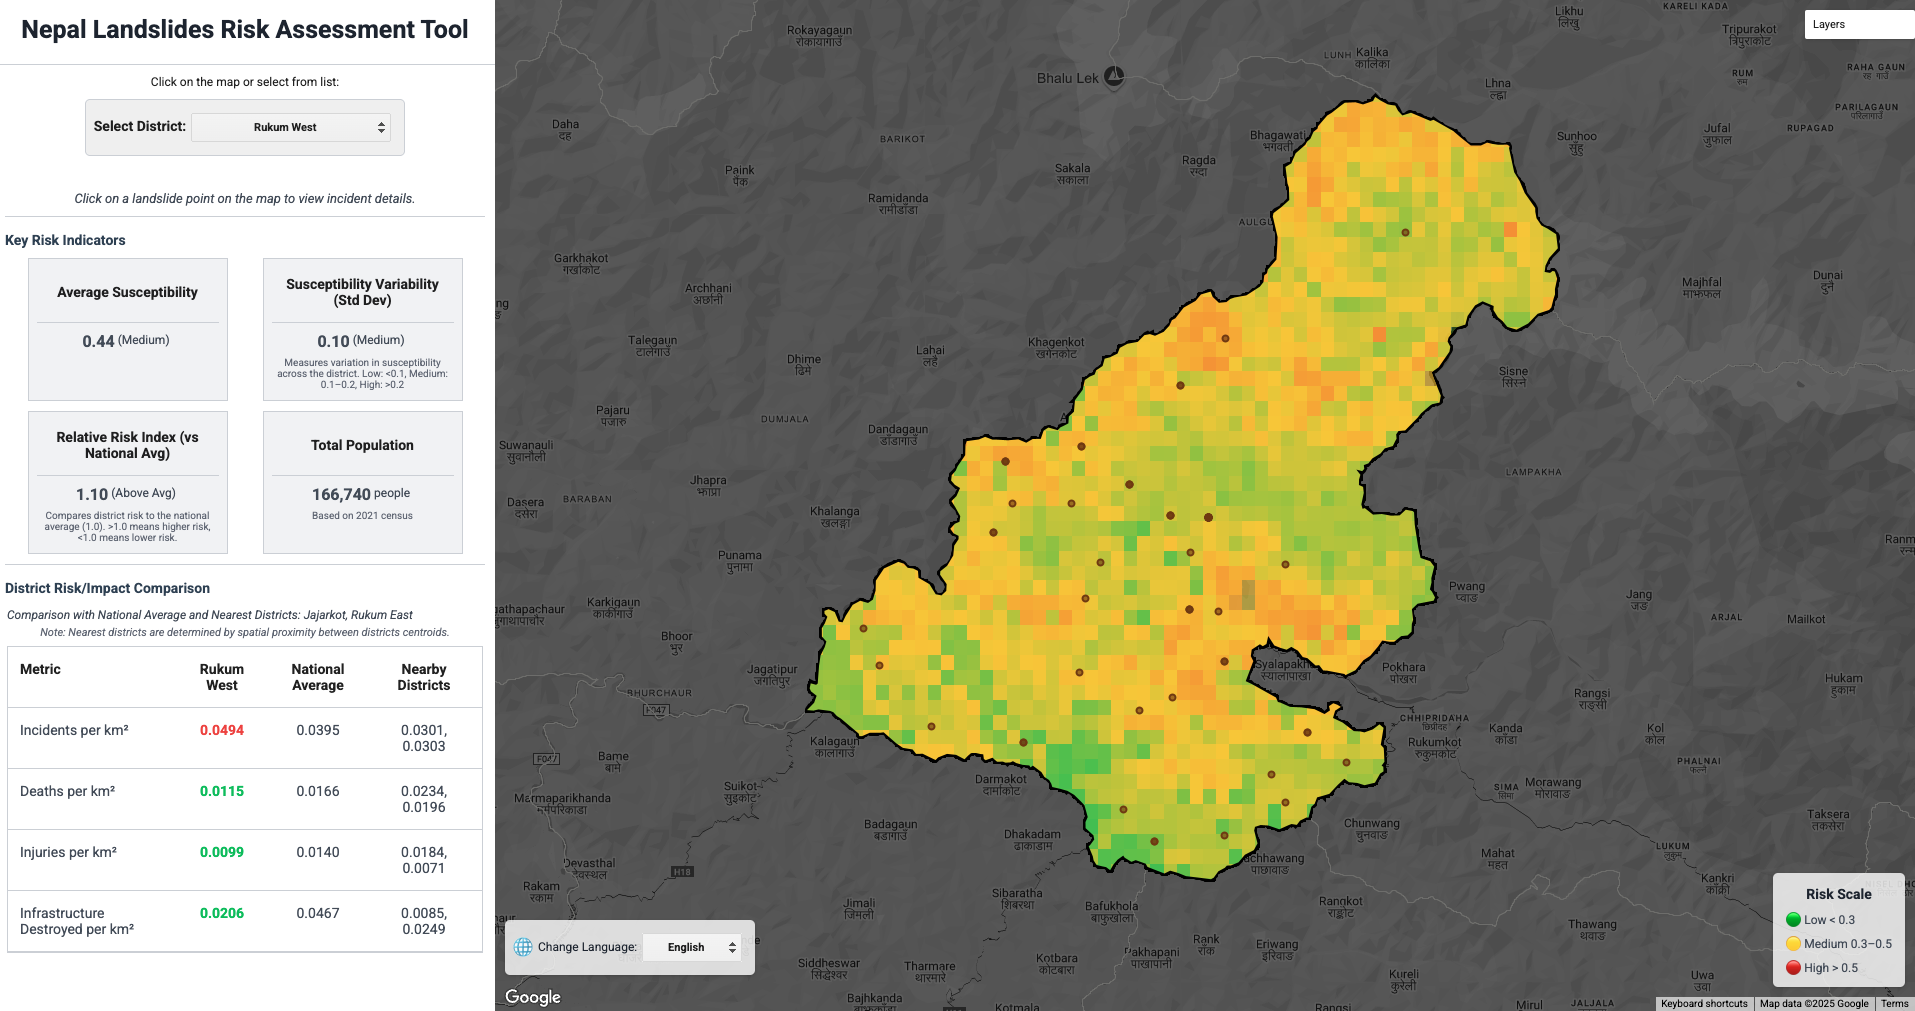 Nepal Landslides Risk Assessment Tool
Click on the map or select from list:
Select District: Rukum West
Click on a landslide point on the map to view incident details.
Key Risk Indicators
Average Susceptibility
0.44 (Medium)
Susceptibility Variability
(Std Dev)
0.10 (Medium)
Measures variation in susceptibility
across the district. Low: <0.1, Medium:
0.1–0.2, High: >0.2
Relative Risk Index (vs
National Avg)
1.10 (Above Avg)
Compares district risk to the national
average (1.0). >1.0 means higher risk,
<1.0 means lower risk.
Total Population
166,740 people
Based on 2021 census
District Risk/Impact Comparison
Comparison with National Average and Nearest Districts: Jajarkot, Rukum East
Note: Nearest districts are determined by spatial proximity between districts centroids.
Metric
Rukum
West
National
Average
Nearby
Districts
Incidents per km²
0.0494
0.0395
0.0301,
0.0303
Deaths per km²
0.0115
0.0166
0.0234,
0.0196
Injuries per km²
0.0099
0.0140
0.0184,
0.0071
Infrastructure
Destroyed per km²
0.0206
0.0467
0.0085,
0.0249
Layers
KARELI KADA
Likhu
लिखु
Rokayagaun
रोकायागाउँ
Tripurakot
त्रिपुराकोट
LUNH
Kalika
कालिका
Bhalu Lek
RUM
रुम
RAHA GAUN
रह गाउँ
Lhna
ल्ह्ना
PARILAGAUN
परिलागाउँ
Daha
दह
BARIKOT
Bhagawati
भगवती
Sunhoo
सुँहु
Jufal
जुफाल
RUPAGAD
Paink
पैंक
Sakala
सकाला
Ragda
रग्दा
Ramidanda
रामीडाँडा
AULGU
Garkhakot
गर्खाकोट
Archhani
अर्छानी
Majhfal
माझफल
Dunai
दुनै
Talegaun
टालेगाउँ
Dhime
ढिमे
Lahai
लहै
Khagenkot
खगेनकोट
Sisne
सिस्ने
Pajaru
पजारु
DUMJALA
Dandagaun
डाँडागाउँ
Suwanauli
सुवानौली
LAMPAKHA
Jhapra
झाप्रा
Dasera
दसेरा
BARABAN
Khalanga
खलङ्गा
Punama
पुनामा
Pwang
प्वाङ
Jang
जङ
ARJAL
Mailkot
Karkigaun
कार्कीगाउँ
Bhoor
भुर
Jagatipur
जगतिपुर
Syalapakha
स्यालापाखा
Pokhara
पोखरा
BHURCHAUR
F047
Rangsi
राङ्सी
Hukam
हुकाम
CHHIPRIDAHA
छिप्रीदह
Kanda
काँडा
Kol
कोल
Rukumkot
रुकुमकोट
Kalagaun
कालागाउँ
Bame
बामे
PHALNAI
फल्ने
Darmakot
दार्माकोट
Suikot
सुइकोट
SIMA
सिमा
Morawang
मोरावाङ
Marmaparikhanda
Taksera
तकसेरा
Badagaun
बडागाउँ
Dhakadam
ढाकाडाम
Chunwang
चुनवाङ
LUKUM
लुकुम
Mahat
महत
Devasthal
देवस्थल
H18
achhawang
पाछावाङ
Kankri
काँक्री
Rakam
राकम
Sibaratha
शिबरथा
Jimali
जिमली
Bafukhola
बाफुखोला
Rangkot
राङ्कोट
Thawang
थवाङ
Rank
राँक
Eriwang
इरिवाङ
Pakhapani
पाखापानी
Kotbara
कोटबारा
Siddheswar
सिद्धेश्वर
Tharmare
थारमारे
Kureli
कुरेली
Uwa
उवा
Bajhkanda
बाझकाँडा
Kotmala
Rangsi
Mirul
JALJALA
Risk Scale
Low < 0.3
Medium 0.3–0.5
High > 0.5
Change Language: English
Google
Keyboard shortcuts
Map data ©2025 Google
Terms